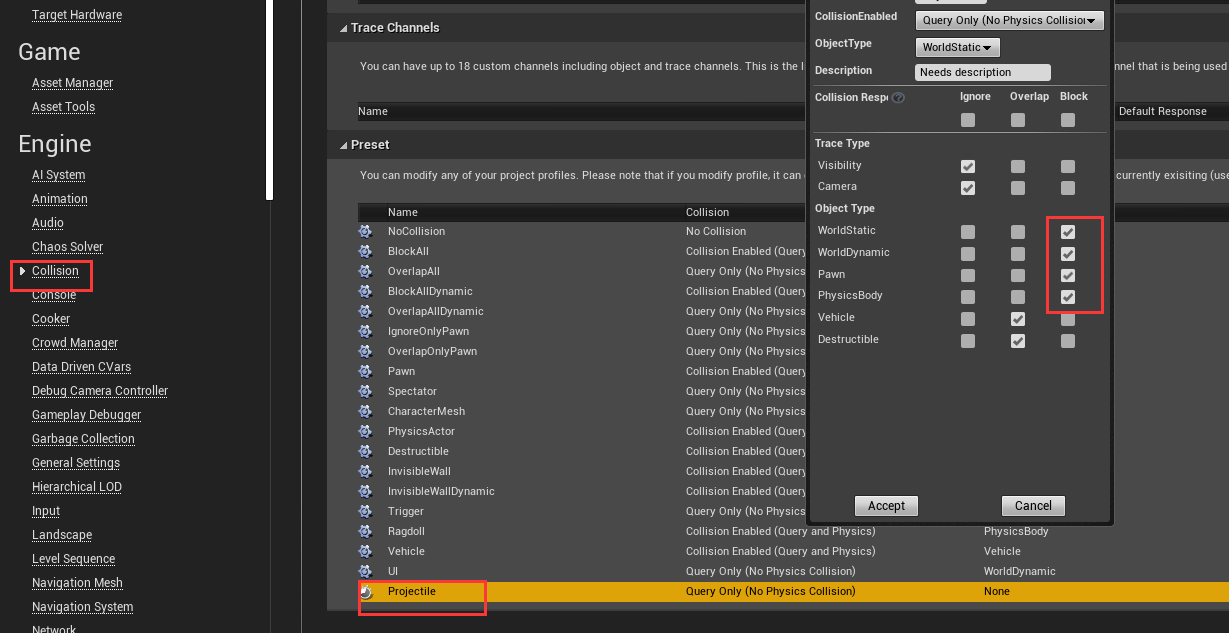 Target Hardware
Game
Asset Manager
Asset Tools
Engine
AI System
Animation
Audio
Chaos Solver
Collision
Console
Cooker
Crowd Manager
Data Driven CVars
Debug Camera Controller
Gameplay Debugger
Garbage Collection
General Settings
Hierarchical LOD
Input
Landscape
Level Sequence
Navigation Mesh
Navigation System
Network
Trace Channels
You can have up to 18 custom channels including object and trace channels. This is the l
nnel that is being used
Name
Default Response
Preset
You can modify any of your project profiles. Please note that if you modify profile, it can
currently exisiting (use
Name Collision
NoCollision No Collision
BlockAll Collision Enabled (Query
OverlapAll Query Only (No Physics
BlockAllDynamic Collision Enabled (Query
OverlapAllDynamic Query Only (No Physics
IgnoreOnlyPawn Query Only (No Physics
OverlapOnlyPawn Query Only (No Physics
Pawn Collision Enabled (Query
Spectator Query Only (No Physics
CharacterMesh Query Only (No Physics
PhysicsActor Collision Enabled (Query
Destructible Collision Enabled (Query
InvisibleWall Collision Enabled (Query
InvisibleWallDynamic Collision Enabled (Query
Trigger Query Only (No Physics
Ragdoll Collision Enabled (Query and Physics) PhysicsBody
Vehicle Collision Enabled (Query and Physics) Vehicle
UI Query Only (No Physics Collision) WorldDynamic
Projectile Query Only (No Physics Collision) None
CollisionEnabled Query Only (No Physics Collision
ObjectType WorldStatic
Description Needs description
Collision Resp Ignore Overlap Block
Trace Type
Visibility
Camera
Object Type
WorldStatic
WorldDynamic
Pawn
PhysicsBody
Vehicle
Destructible
Accept Cancel